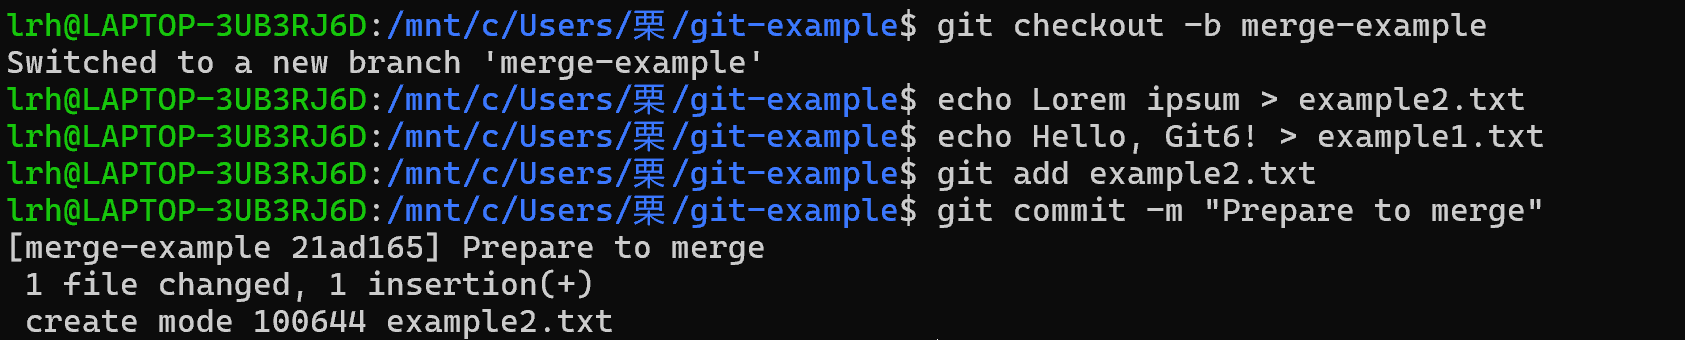 lrh@LAPTOP-3UB3RJ6D:/mnt/c/Users/栗/git-example$ git checkout -b merge-example
Switched to a new branch 'merge-example'
lrh@LAPTOP-3UB3RJ6D:/mnt/c/Users/栗/git-example$ echo Lorem ipsum > example2.txt
lrh@LAPTOP-3UB3RJ6D:/mnt/c/Users/栗/git-example$ echo Hello, Git6! > example1.txt
lrh@LAPTOP-3UB3RJ6D:/mnt/c/Users/栗/git-example$ git add example2.txt
lrh@LAPTOP-3UB3RJ6D:/mnt/c/Users/栗/git-example$ git commit -m "Prepare to merge"
[merge-example 21ad165] Prepare to merge
 1 file changed, 1 insertion(+)
 create mode 100644 example2.txt